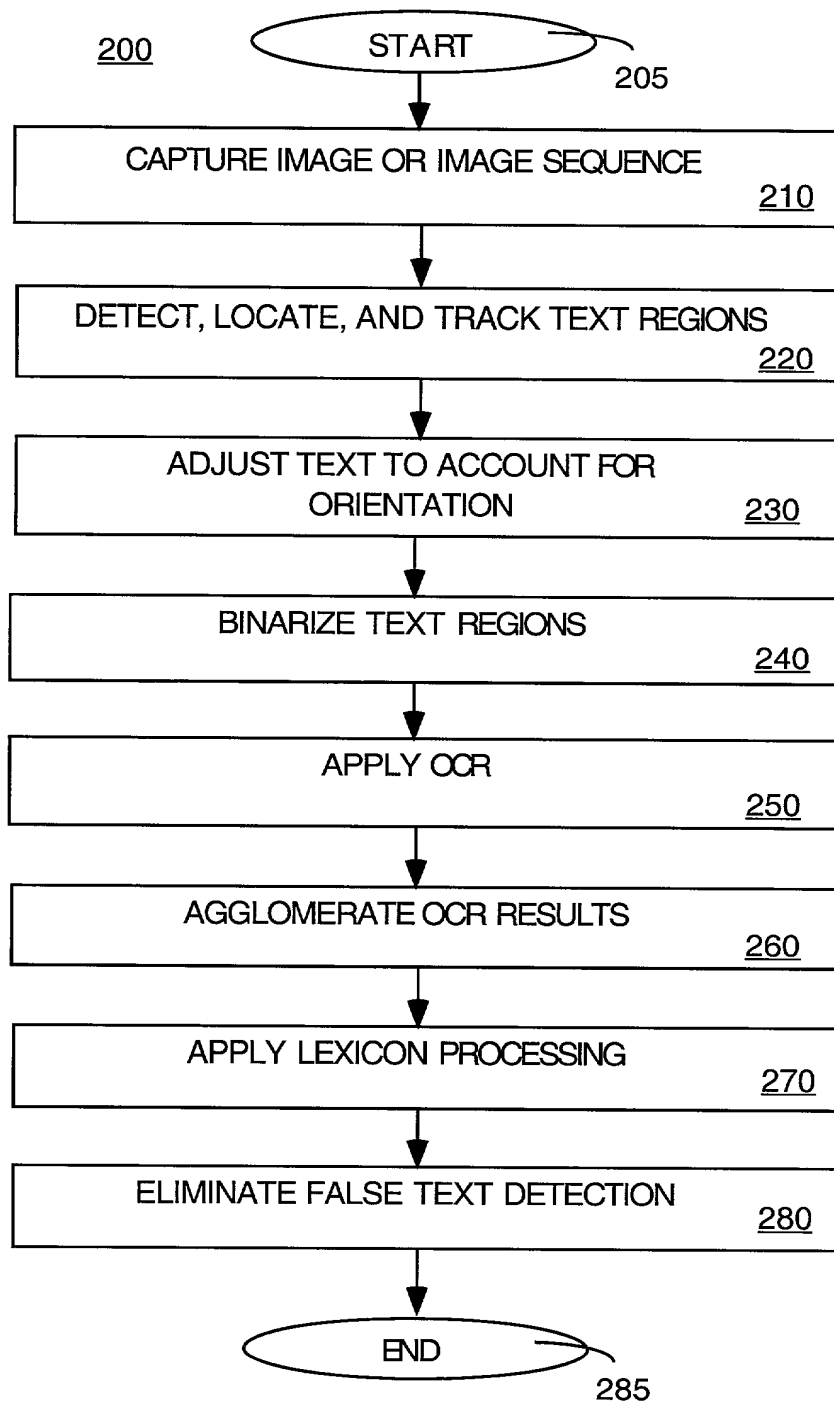 200
START
205
CAPTURE IMAGE OR IMAGE SEQUENCE
210
DETECT, LOCATE, AND TRACK TEXT REGIONS
220
ADJUST TEXT TO ACCOUNT FOR
ORIENTATION
230
BINARIZE TEXT REGIONS
240
APPLY OCR
250
AGGLOMERATE OCR RESULTS
260
APPLY LEXICON PROCESSING
270
ELIMINATE FALSE TEXT DETECTION
280
END
285